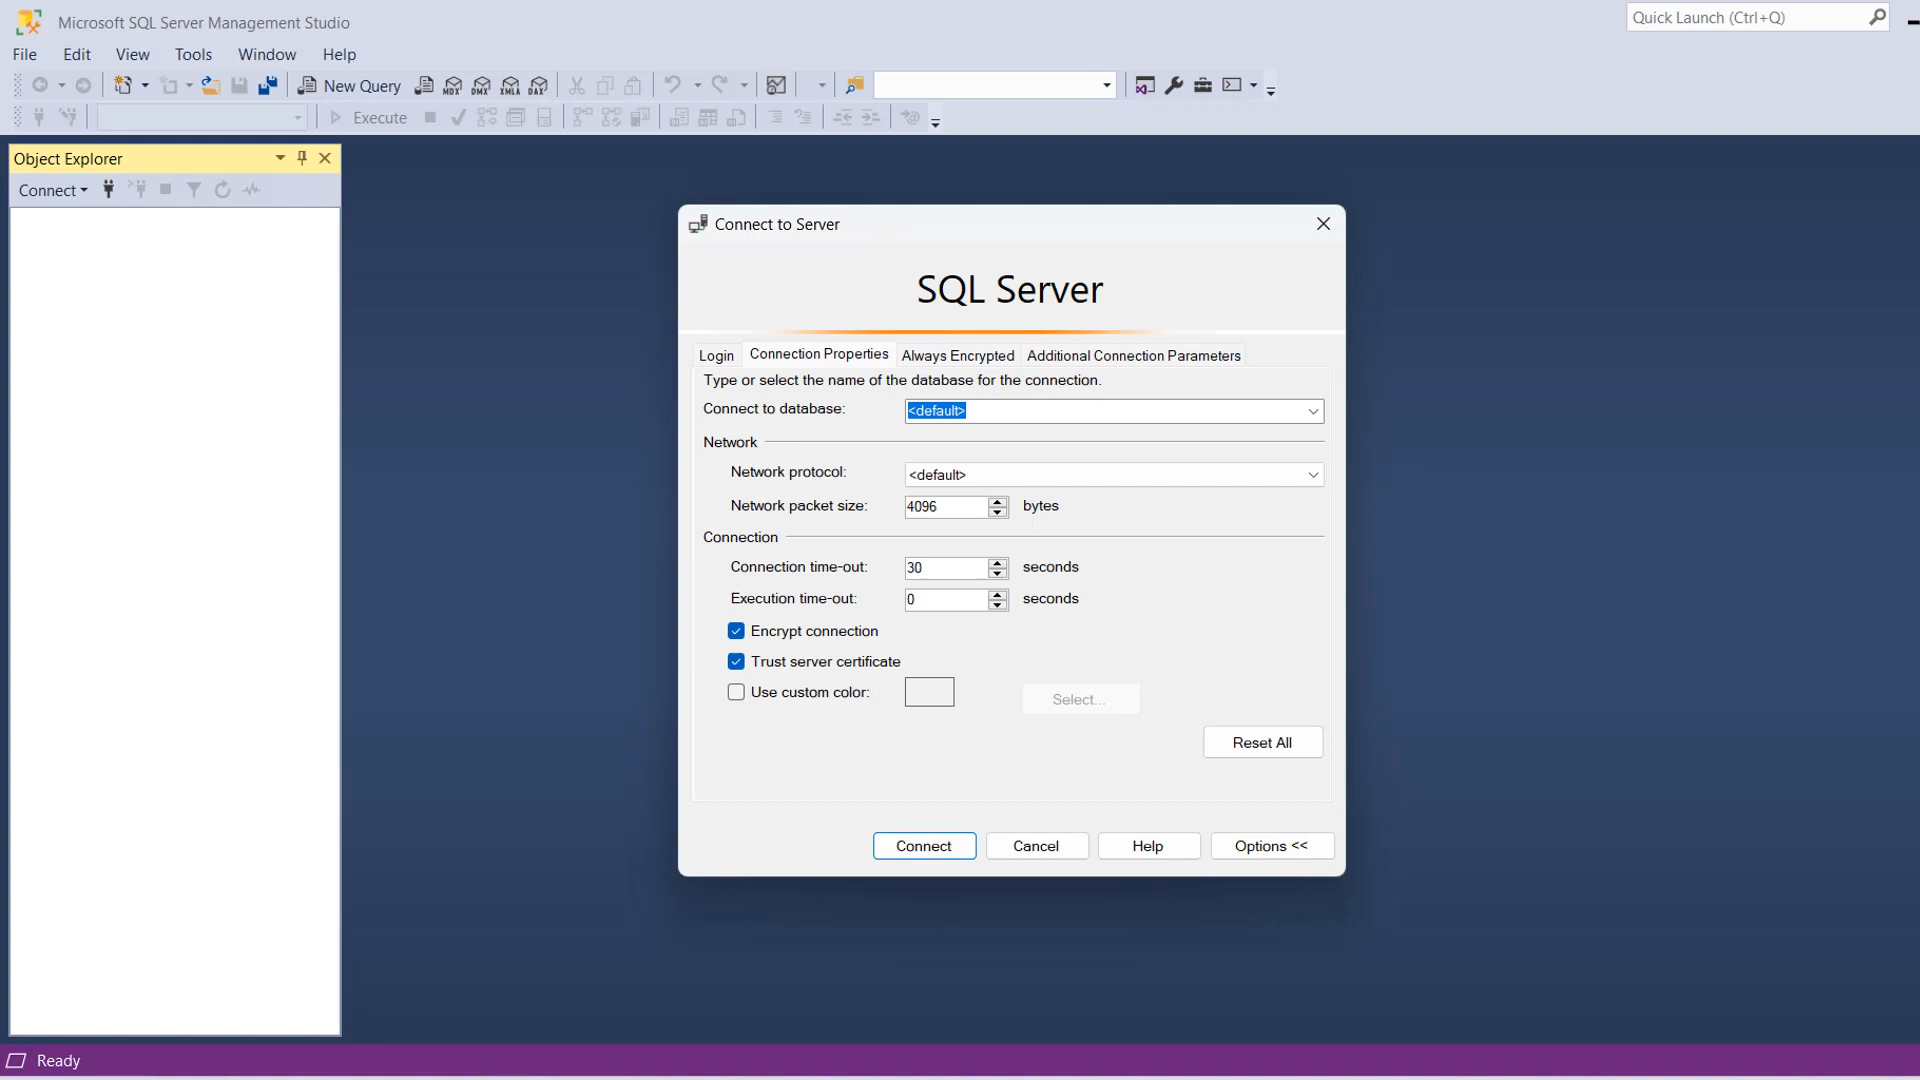 Microsoft SQL Server Management Studio
Quick Launch (Ctrl+Q)
File Edit View Tools Window Help
New Query MDX DMX XMLA DAX
Execute
Object Explorer
Connect
Connect to Server
SQL Server
Login Connection Properties Always Encrypted Additional Connection Parameters
Type or select the name of the database for the connection.
Connect to database: <default>
Network
Network protocol: <default>
Network packet size: 4096 bytes
Connection
Connection time-out: 30 seconds
Execution time-out: 0 seconds
Encrypt connection
Trust server certificate
Use custom color: Select...
Reset All
Connect Cancel Help Options <<
Ready